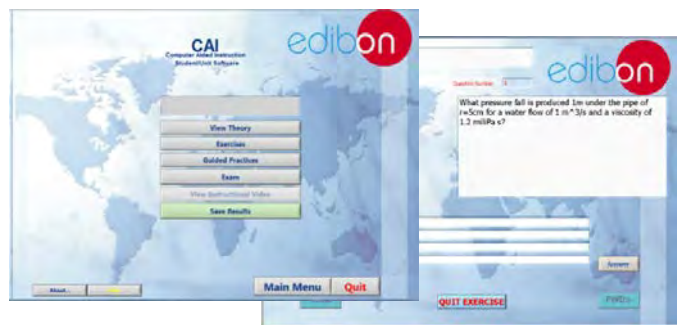 CAI
Computer Aided Instruction
Student/Unit Software
edibon
View Theory
Exercises
Guided Practices
Exam
View Instructional Video
Save Results
About...
Main Menu
Quit
edibon
Question Number
What pressure fall is produced 1m under the pipe of
r=5cm for a water flow of 1 m^3/s and a viscosity of
1.2 miliPa s?
Answer
QUIT EXERCISE